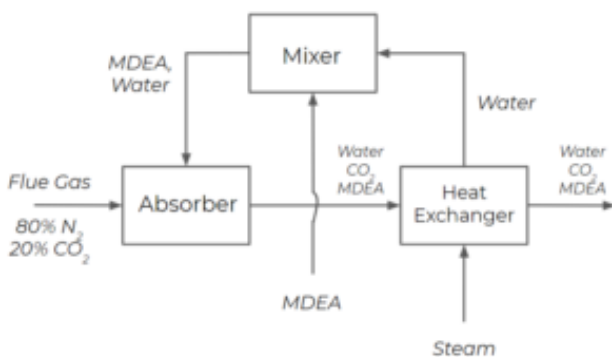 Mixer
MDEA,
Water
Water
Flue Gas
80% N₂
20% CO₂
Absorber
Water
CO₂
MDEA
Heat
Exchanger
Water
CO₂
MDEA
MDEA
Steam